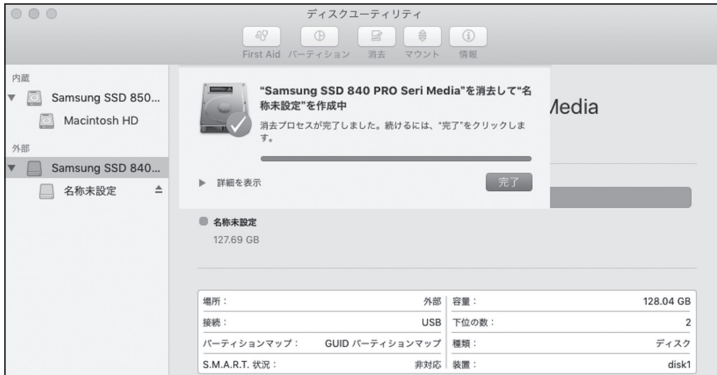 ディスクユーティリティ
First Aid パーティション 消去 マウント 情報
内蔵
Samsung SSD 850...
Macintosh HD
外部
Samsung SSD 840...
名称未設定
"Samsung SSD 840 PRO Seri Media"を消去して"名
称未設定"を作成中
消去プロセスが完了しました。続けるには、"完了"をクリックしま
す。
詳細を表示
完了
Media
名称未設定
127.69 GB
場所： 外部 容量： 128.04 GB
接続： USB 下位の数： 2
パーティションマップ： GUID パーティションマップ 種類： ディスク
S.M.A.R.T. 状況： 非対応 装置： disk1